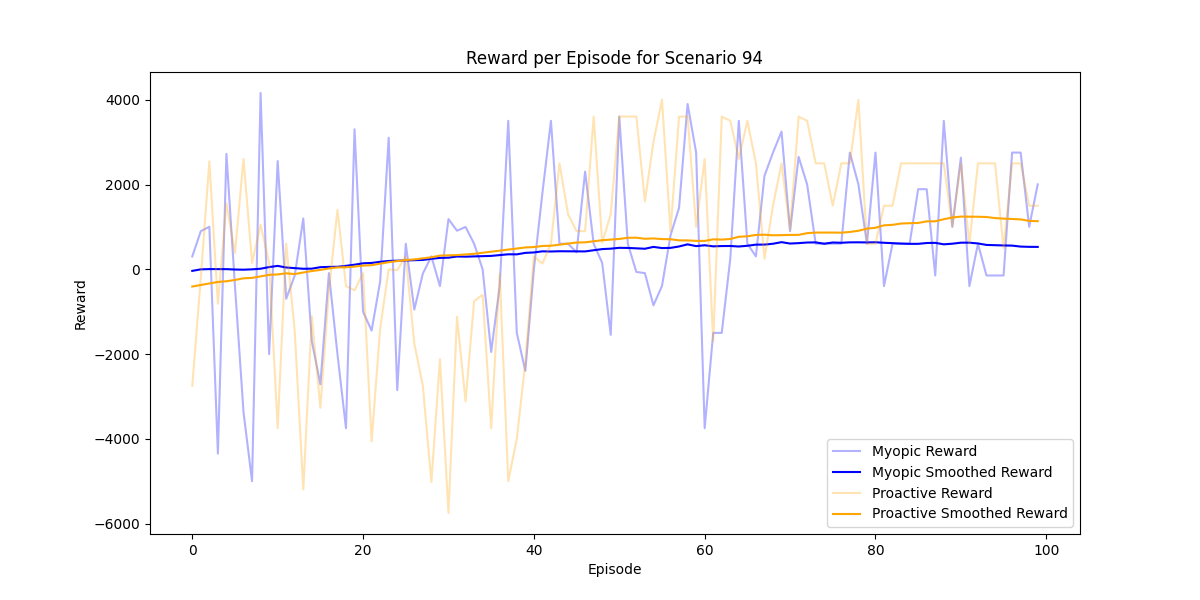 Reward per Episode for Scenario 94
Reward
4000
2000
0
−2000
−4000
−6000
0 20 40 60 80 100
Episode
Myopic Reward
Myopic Smoothed Reward
Proactive Reward
Proactive Smoothed Reward